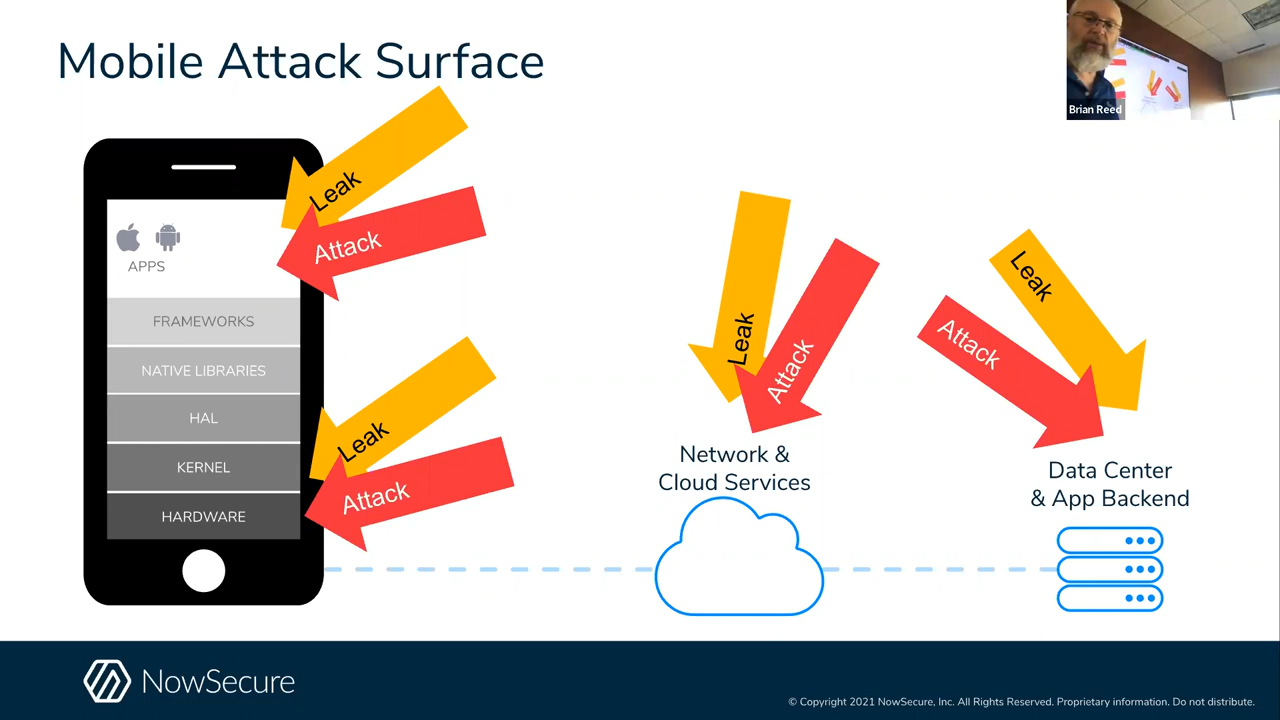 Mobile Attack Surface
Brian Reed
Leak
Attack
APPS
FRAMEWORKS
NATIVE LIBRARIES
HAL
KERNEL
HARDWARE
Leak
Attack
Leak
Attack
Network &
Cloud Services
Leak
Attack
Data Center
& App Backend
NowSecure
© Copyright 2021 NowSecure, Inc. All Rights Reserved. Proprietary information. Do not distribute.